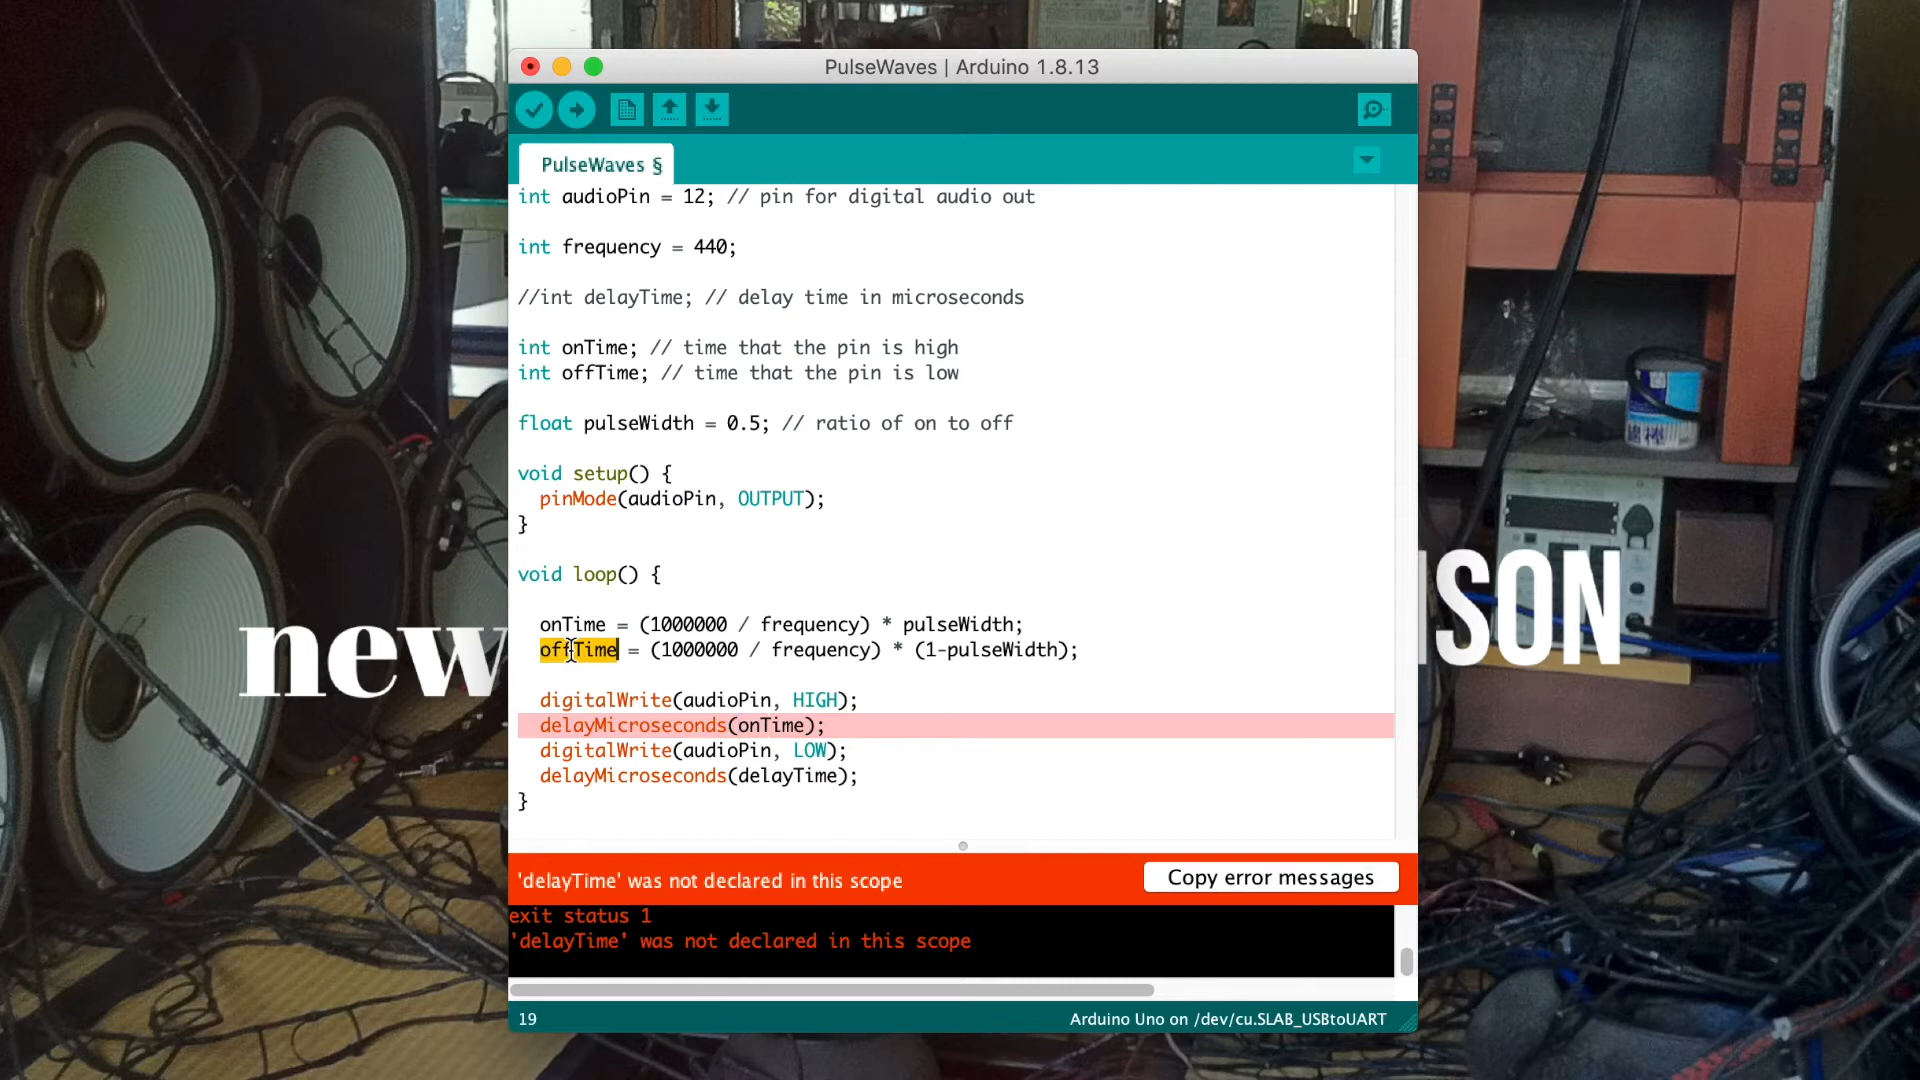 PulseWaves | Arduino 1.8.13
PulseWaves §
int audioPin = 12; // pin for digital audio out
int frequency = 440;
//int delayTime; // delay time in microseconds
int onTime; // time that the pin is high
int offTime; // time that the pin is low
float pulseWidth = 0.5; // ratio of on to off
void setup() {
pinMode(audioPin, OUTPUT);
}
void loop() {
onTime = (1000000 / frequency) * pulseWidth;
offTime = (1000000 / frequency) * (1-pulseWidth);
digitalWrite(audioPin, HIGH);
delayMicroseconds(onTime);
digitalWrite(audioPin, LOW);
delayMicroseconds(delayTime);
}
new
NSON
'delayTime' was not declared in this scope
Copy error messages
exit status 1
'delayTime' was not declared in this scope
19
Arduino Uno on /dev/cu.SLAB_USBtoUART